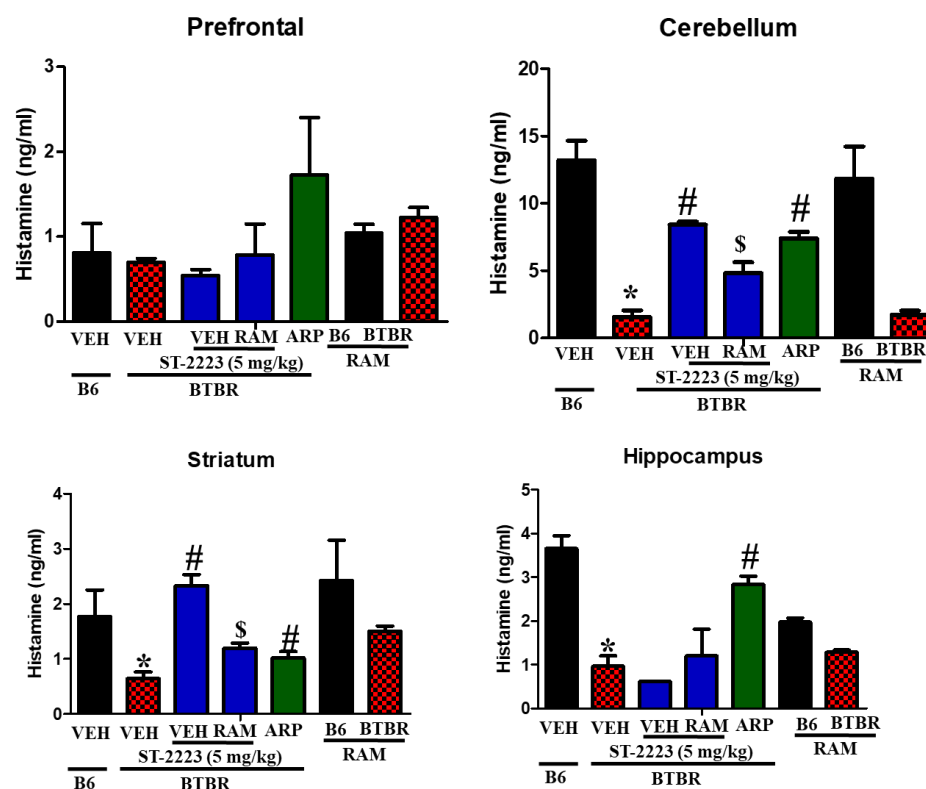 Prefrontal
Histamine (ng/ml)
3
2
1
0
VEH VEH VEH RAM ARP B6 BTBR
ST-2223 (5 mg/kg) RAM
B6 BTBR
Cerebellum
Histamine (ng/ml)
20
15
10
5
0
* # $ #
VEH VEH VEH RAM ARP B6 BTBR
ST-2223 (5 mg/kg) RAM
B6 BTBR
Striatum
Histamine (ng/ml)
4
3
2
1
0
* # $ #
VEH VEH VEH RAM ARP B6 BTBR
ST-2223 (5 mg/kg) RAM
B6 BTBR
Hippocampus
Histamine (ng/ml)
5
4
3
2
1
0
* #
VEH VEH VEH RAM ARP B6 BTBR
ST-2223 (5 mg/kg) RAM
B6 BTBR